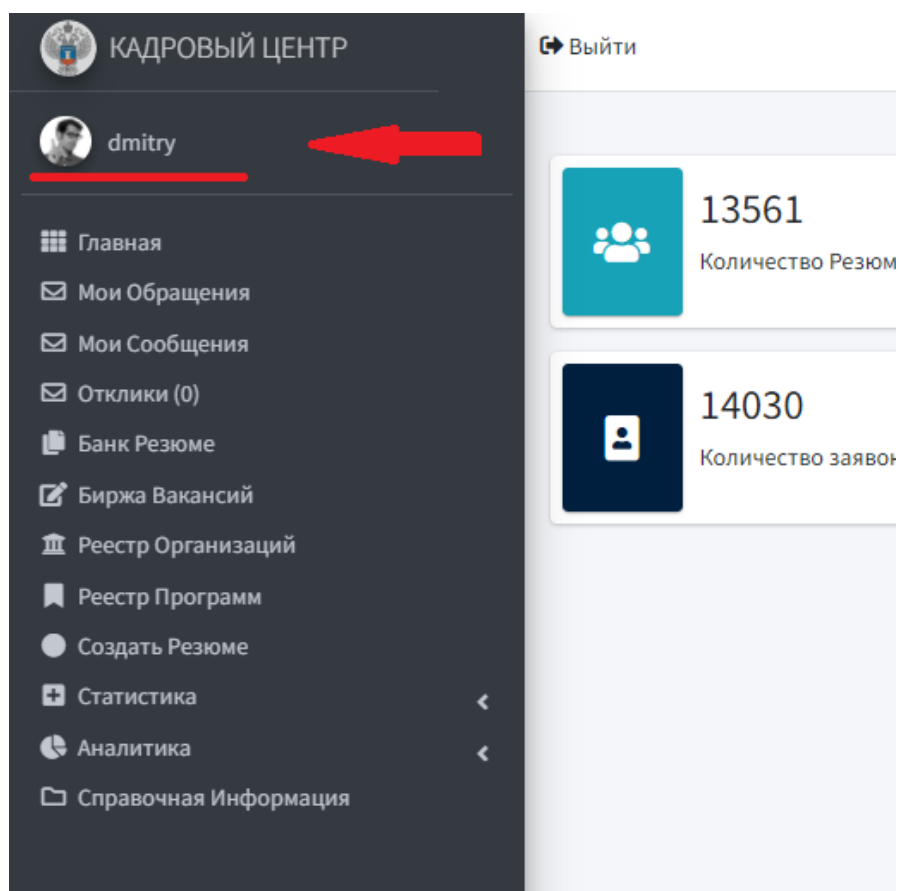 КАДРОВЫЙ ЦЕНТР
Выйти
dmitry
Главная
Мои Обращения
Мои Сообщения
Отклики (0)
Банк Резюме
Биржа Вакансий
Реестр Организаций
Реестр Программ
Создать Резюме
Статистика
Аналитика
Справочная Информация
13561
Количество Резюм
14030
Количество заявок